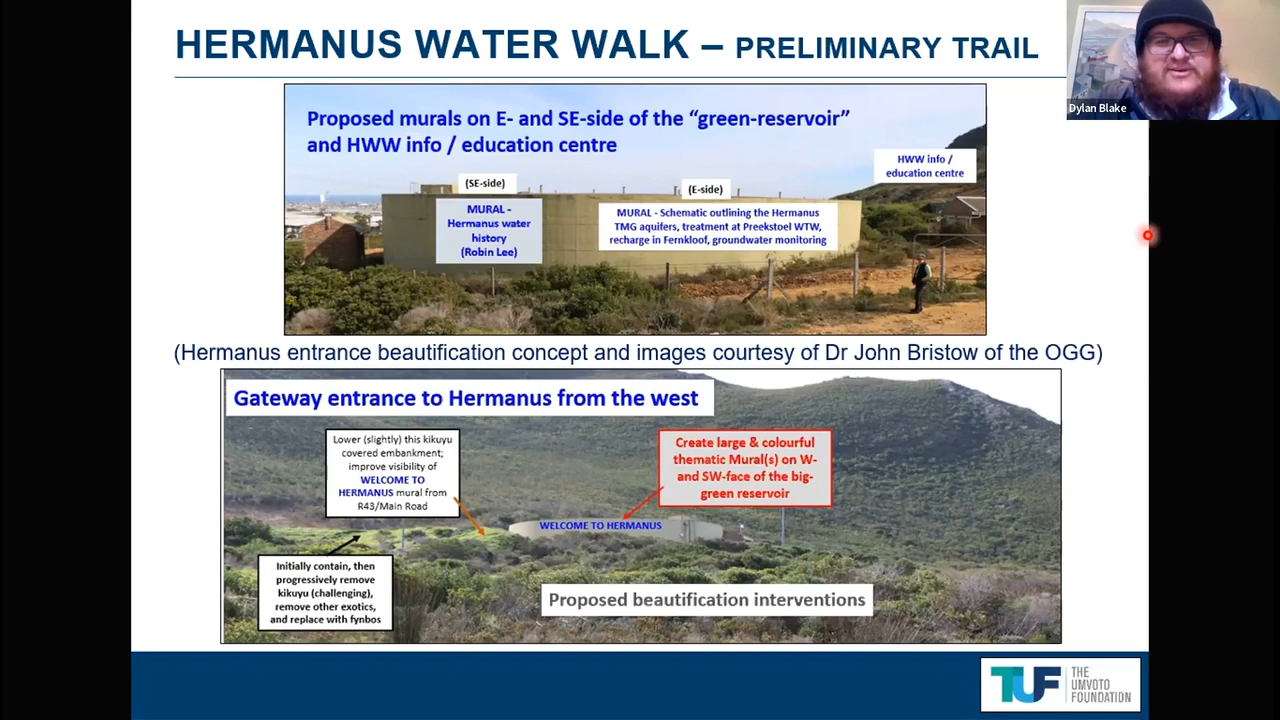 HERMANUS WATER WALK – PRELIMINARY TRAIL
Dylan Blake
Proposed murals on E- and SE-side of the “green-reservoir”
and HWW info / education centre
HWW info /
education centre
(SE-side)
(E-side)
MURAL -
Hermanus water
history
(Robin Lee)
MURAL - Schematic outlining the Hermanus
TMG aquifers, treatment at Preekstoel WTW,
recharge in Fernkloof, groundwater monitoring
(Hermanus entrance beautification concept and images courtesy of Dr John Bristow of the OGG)
Gateway entrance to Hermanus from the west
Lower (slightly) this kikuyu
covered embankment;
improve visibility of
WELCOME TO
HERMANUS mural from
R43/Main Road
Create large & colourful
thematic Mural(s) on W-
and SW-face of the big-
green reservoir
WELCOME TO HERMANUS
Initially contain, then
progressively remove
kikuyu (challenging),
remove other exotics,
and replace with fynbos
Proposed beautification interventions
TUF
THE
UMVOTO
FOUNDATION